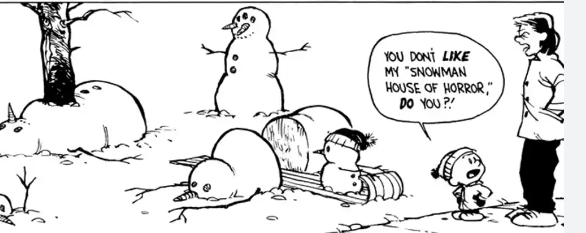 YOU DON'T LIKE
MY "SNOWMAN
HOUSE OF HORROR,"
DO YOU?!